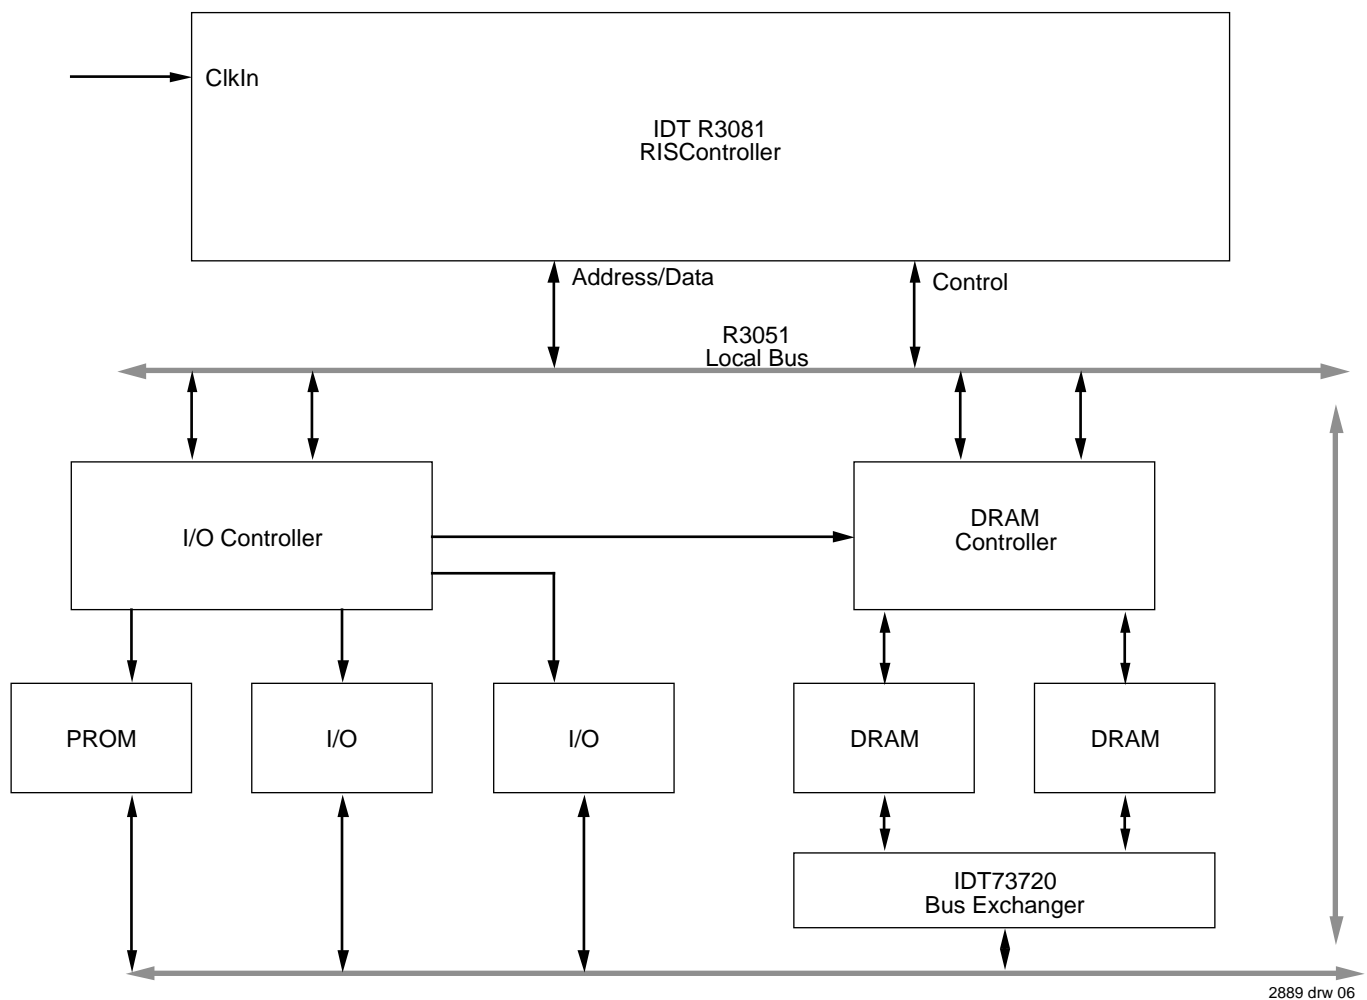 ClkIn
IDT R3081
RISController
Address/Data
Control
R3051
Local Bus
I/O Controller
DRAM
Controller
PROM
I/O
I/O
DRAM
DRAM
IDT73720
Bus Exchanger
2889 drw 06